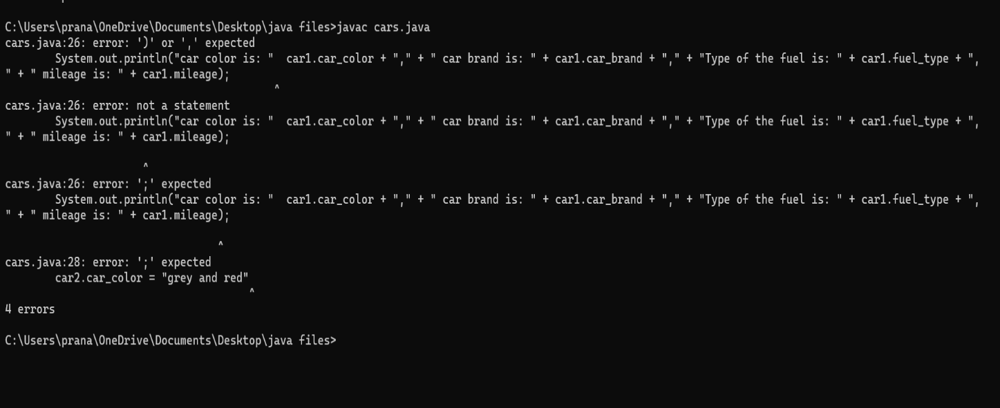 C:\Users\prana\OneDrive\Documents\Desktop\java files>javac cars.java
cars.java:26: error: ')' or ',' expected
        System.out.println("car color is: "  car1.car_color + "," + " car brand is: " + car1.car_brand + "," + "Type of the fuel is: " + car1.fuel_type + ",
" + " mileage is: " + car1.mileage);
                                           ^
cars.java:26: error: not a statement
        System.out.println("car color is: "  car1.car_color + "," + " car brand is: " + car1.car_brand + "," + "Type of the fuel is: " + car1.fuel_type + ",
" + " mileage is: " + car1.mileage);
                      ^
cars.java:26: error: ';' expected
        System.out.println("car color is: "  car1.car_color + "," + " car brand is: " + car1.car_brand + "," + "Type of the fuel is: " + car1.fuel_type + ",
" + " mileage is: " + car1.mileage);
                                  ^
cars.java:28: error: ';' expected
        car2.car_color = "grey and red"
                                       ^
4 errors
C:\Users\prana\OneDrive\Documents\Desktop\java files>